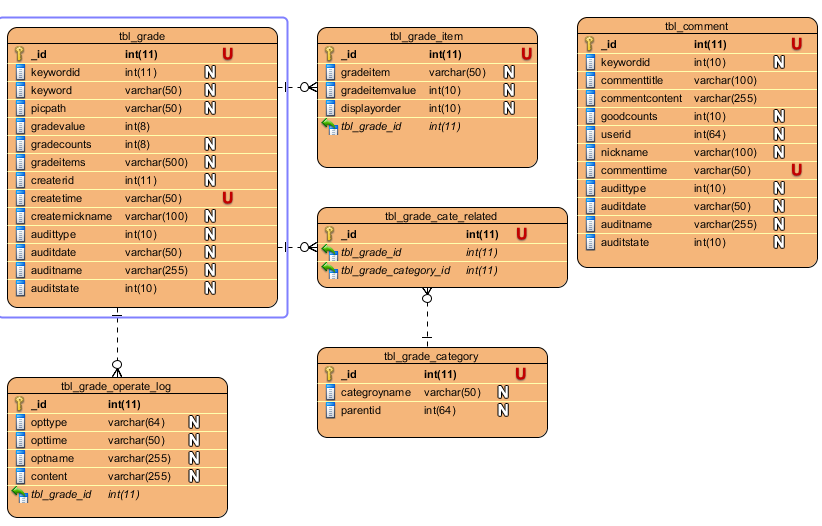 tbl_grade
_id int(11) U
keywordid int(11) N
keyword varchar(50) N
picpath varchar(50) N
gradevalue int(8)
gradecounts int(8) N
gradeitems varchar(500) N
createrid int(11) N
createtime varchar(50) U
creaternickname varchar(100) N
audittype int(10) N
auditdate varchar(50) N
auditname varchar(255) N
auditstate int(10) N
tbl_grade_item
_id int(11) U
gradeitem varchar(50) N
gradeitemvalue int(10) N
displayorder int(10) N
tbl_grade_id int(11)
tbl_comment
_id int(11) U
keywordid int(10) N
commenttitle varchar(100)
commentcontent varchar(255)
goodcounts int(10) N
userid int(64) N
nickname varchar(100) N
commenttime varchar(50) U
audittype int(10) N
auditdate varchar(50) N
auditname varchar(255) N
auditstate int(10) N
tbl_grade_cate_related
_id int(11) U
tbl_grade_id int(11)
tbl_grade_category_id int(11)
tbl_grade_category
_id int(11) U
categroyname varchar(50) N
parentid int(64) N
tbl_grade_operate_log
_id int(11)
opttype varchar(64) N
opttime varchar(50) N
optname varchar(255) N
content varchar(255) N
tbl_grade_id int(11)